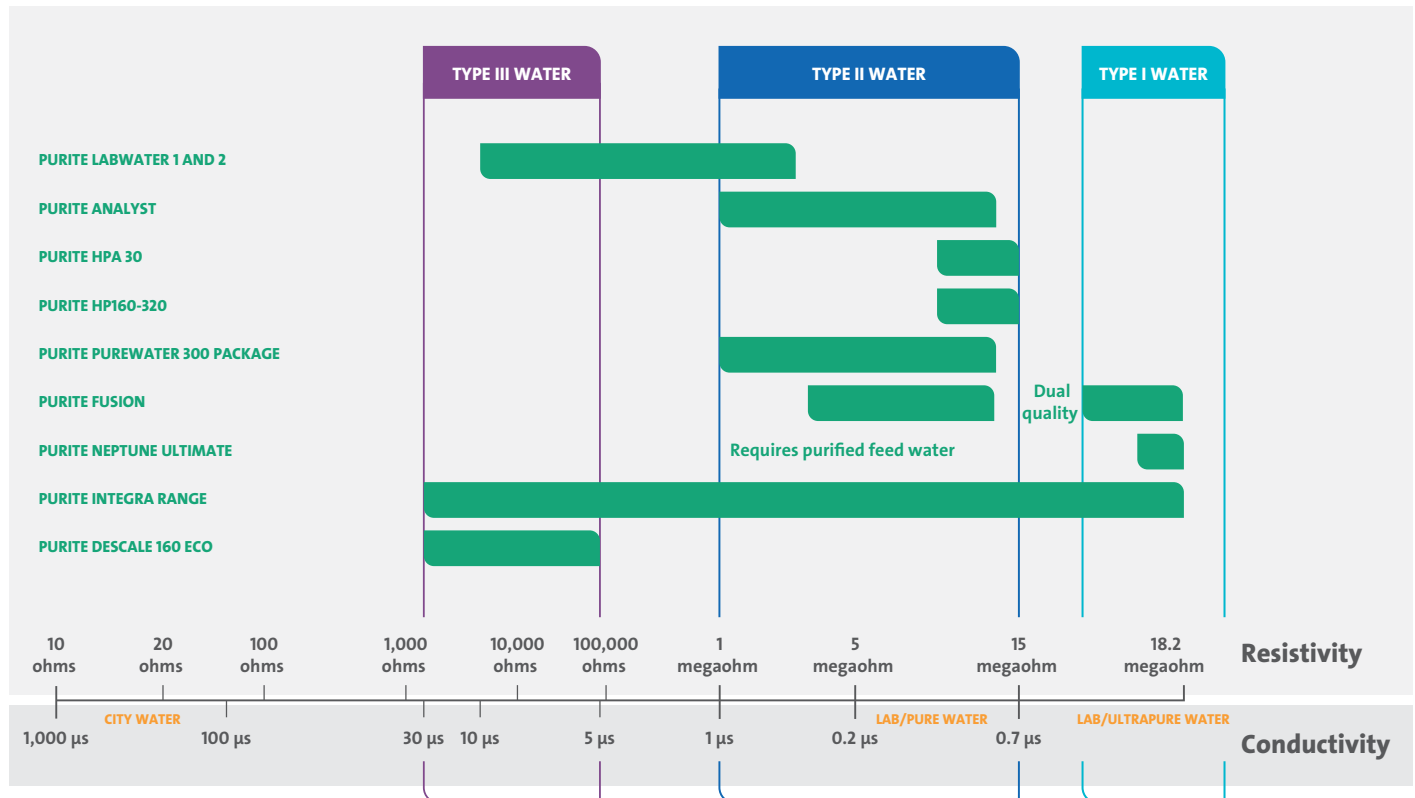 TYPE III WATER
TYPE II WATER
TYPE I WATER
PURITE LABWATER 1 AND 2
PURITE ANALYST
PURITE HPA 30
PURITE HP160-320
PURITE PUREWATER 300 PACKAGE
PURITE FUSION
Dual
quality
PURITE NEPTUNE ULTIMATE
Requires purified feed water
PURITE INTEGRA RANGE
PURITE DESCALE 160 ECO
10
ohms
20
ohms
100
ohms
1,000
ohms
10,000
ohms
100,000
ohms
1
megaohm
5
megaohm
15
megaohm
18.2
megaohm
Resistivity
CITY WATER
LAB/PURE WATER
LAB/ULTRAPURE WATER
1,000 µs
100 µs
30 µs
10 µs
5 µs
1 µs
0.2 µs
0.7 µs
Conductivity